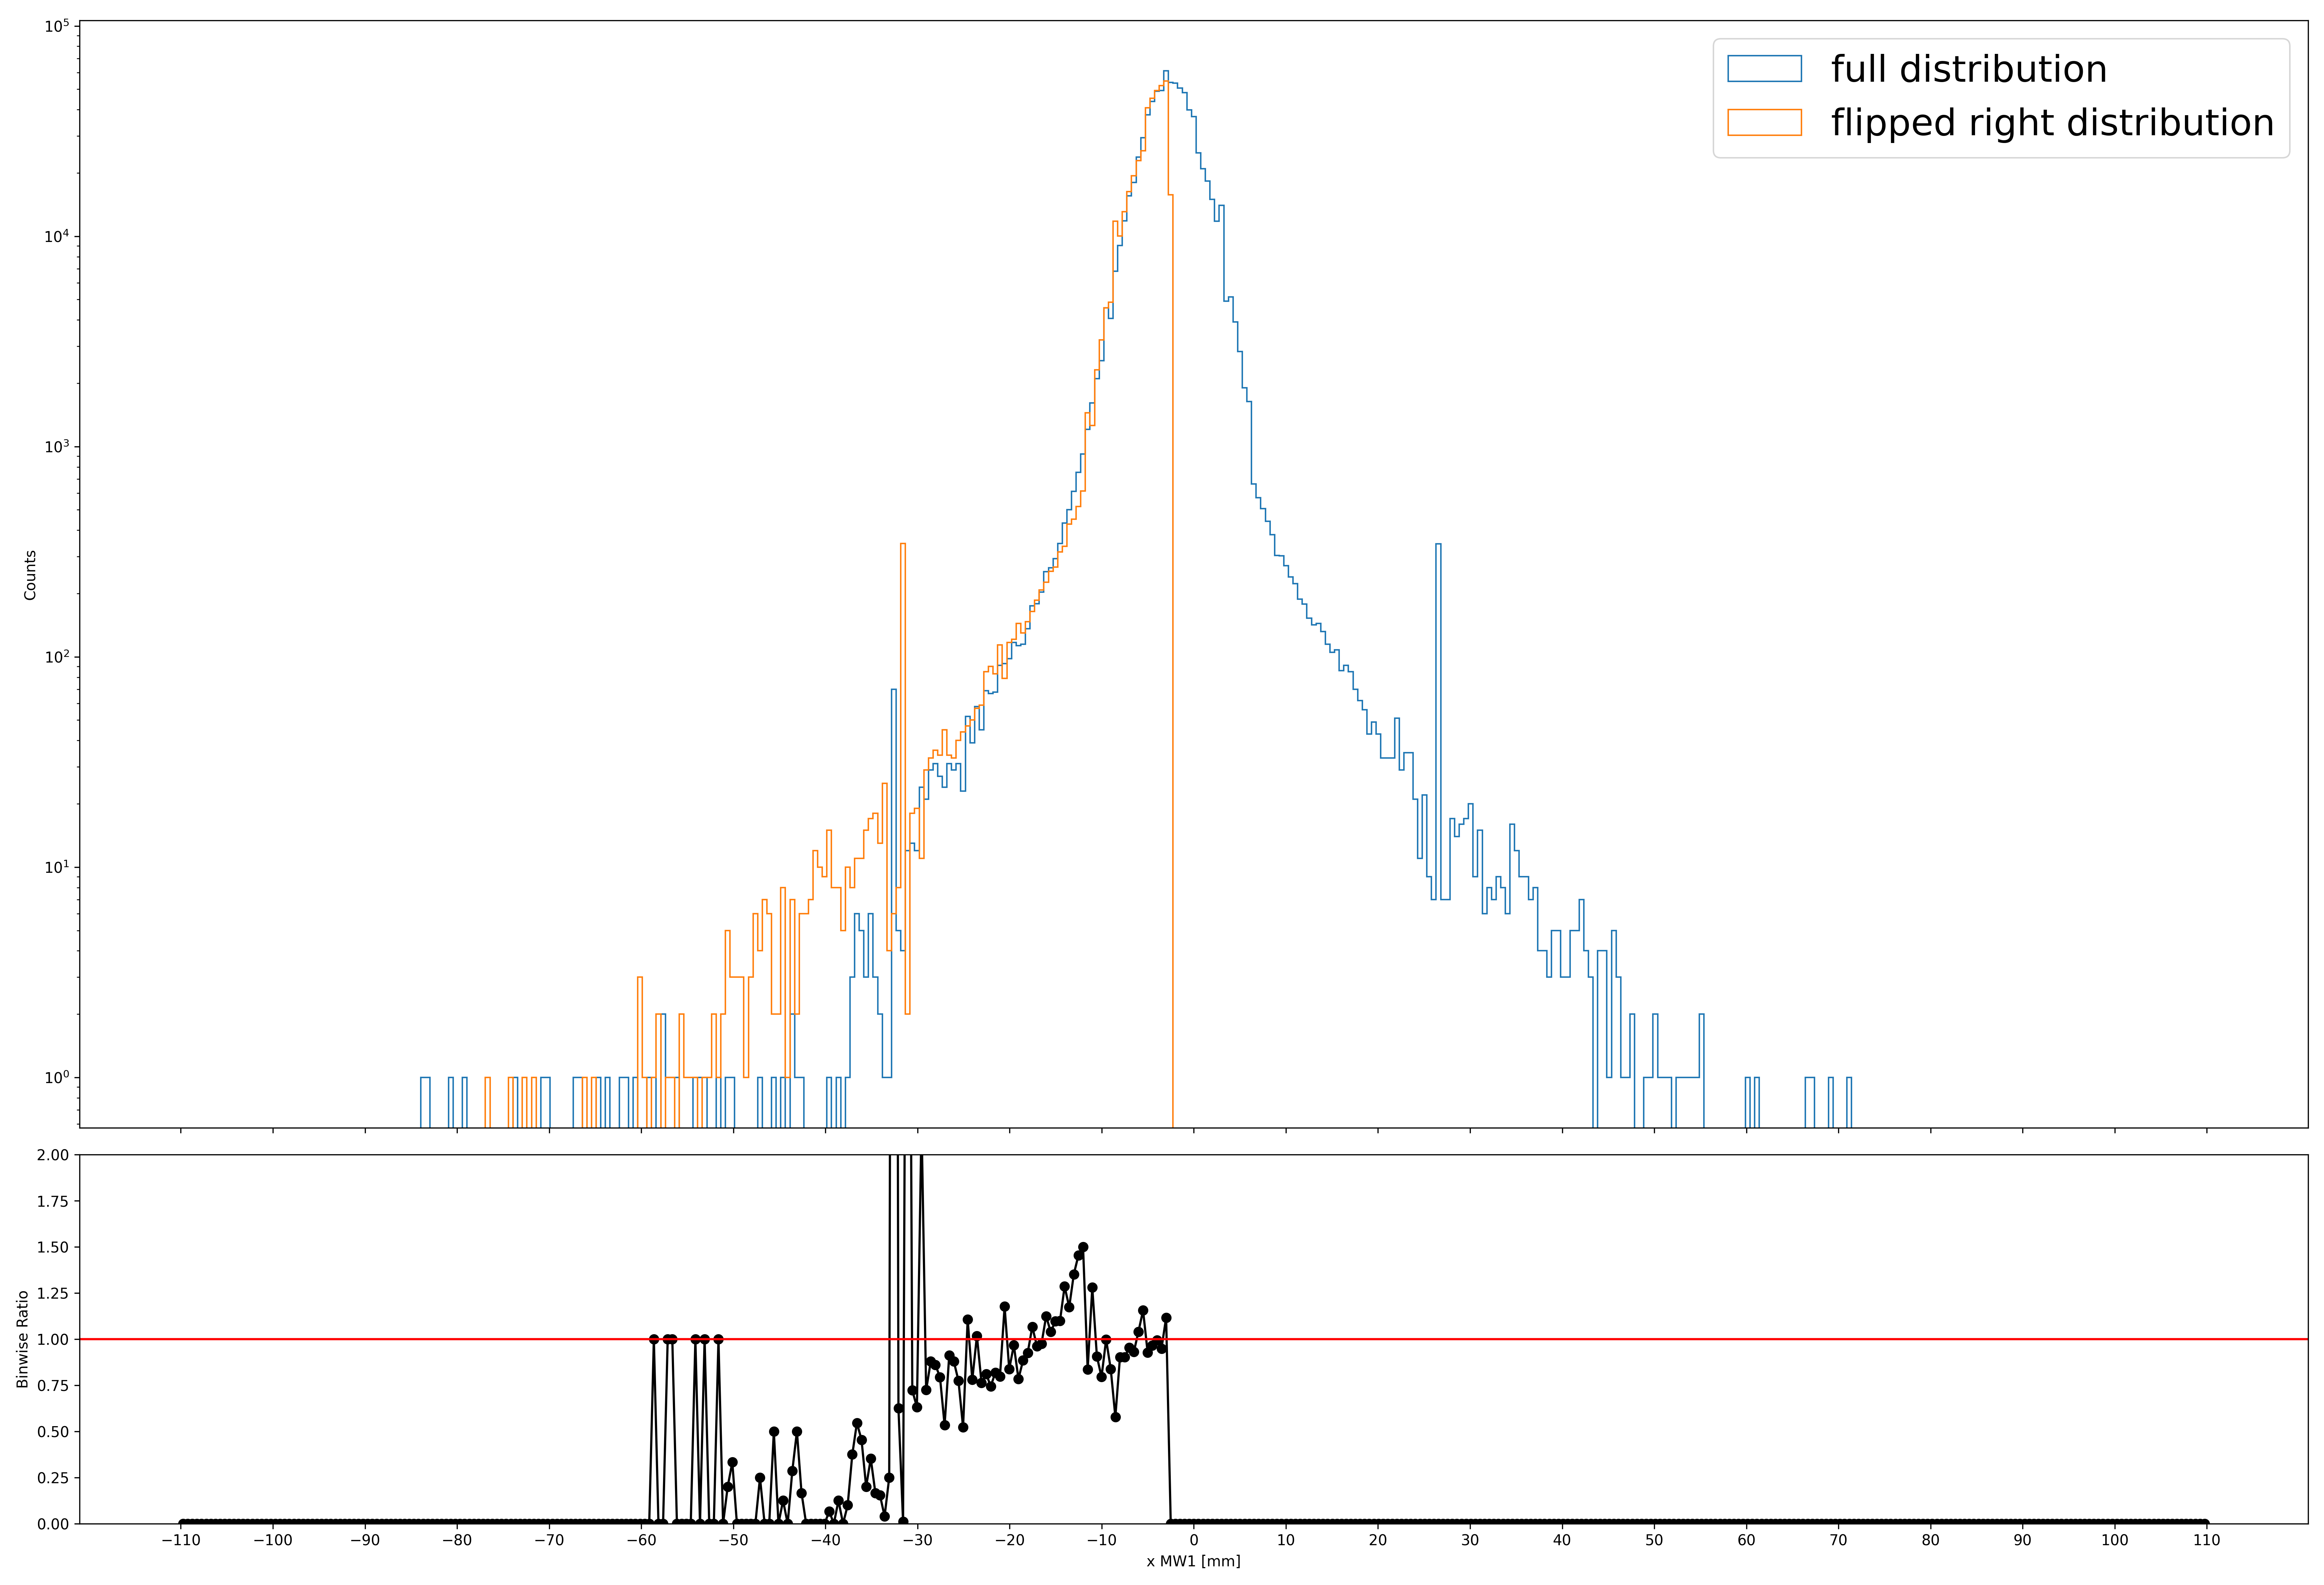 full distribution
flipped right distribution
10⁵
10⁴
10³
10²
10¹
10⁰
Counts
2.00
1.75
1.50
1.25
1.00
0.75
0.50
0.25
0.00
Binwise Ratio
−110 −100 −90 −80 −70 −60 −50 −40 −30 −20 −10 0 10 20 30 40 50 60 70 80 90 100 110
x MW1 [mm]